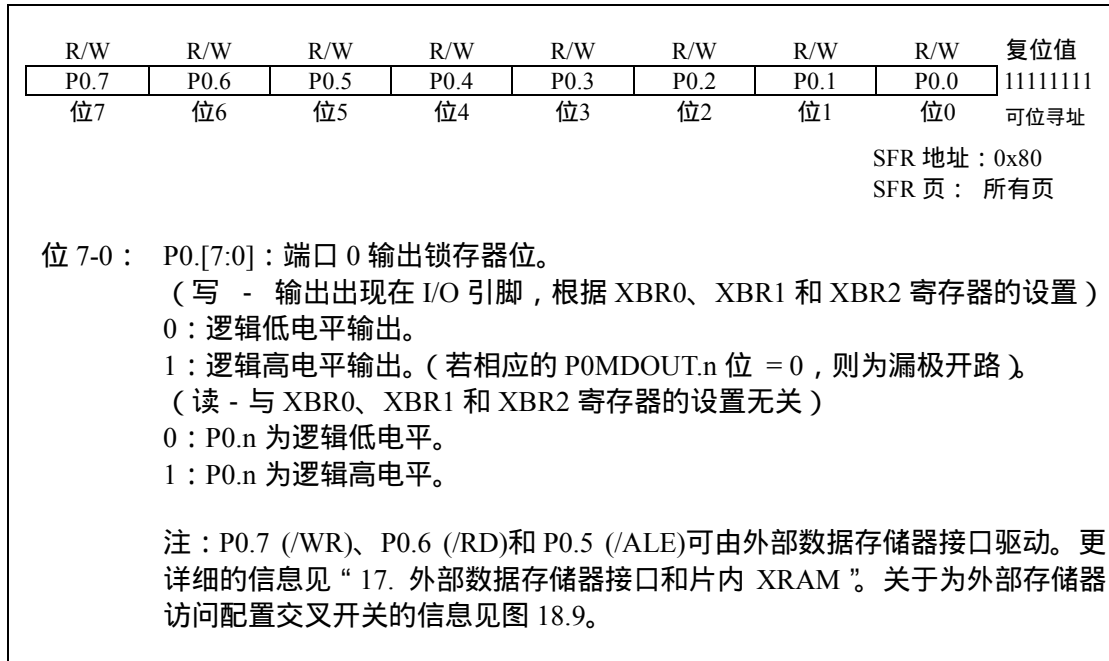 R/W R/W R/W R/W R/W R/W R/W R/W 复位值
P0.7 P0.6 P0.5 P0.4 P0.3 P0.2 P0.1 P0.0 11111111
位7 位6 位5 位4 位3 位2 位1 位0 可位寻址
SFR 地址：0x80
SFR 页： 所有页
位 7-0： P0.[7:0]：端口 0 输出锁存器位。
（写 - 输出出现在 I/O 引脚，根据 XBR0、XBR1 和 XBR2 寄存器的设置）
0：逻辑低电平输出。
1：逻辑高电平输出。（若相应的 P0MDOUT.n 位 = 0，则为漏极开路）。
（读 - 与 XBR0、XBR1 和 XBR2 寄存器的设置无关）
0：P0.n 为逻辑低电平。
1：P0.n 为逻辑高电平。
注：P0.7 (/WR)、P0.6 (/RD)和 P0.5 (/ALE)可由外部数据存储器接口驱动。更
详细的信息见“17. 外部数据存储器接口和片内 XRAM”。关于为外部存储器
访问配置交叉开关的信息见图 18.9。